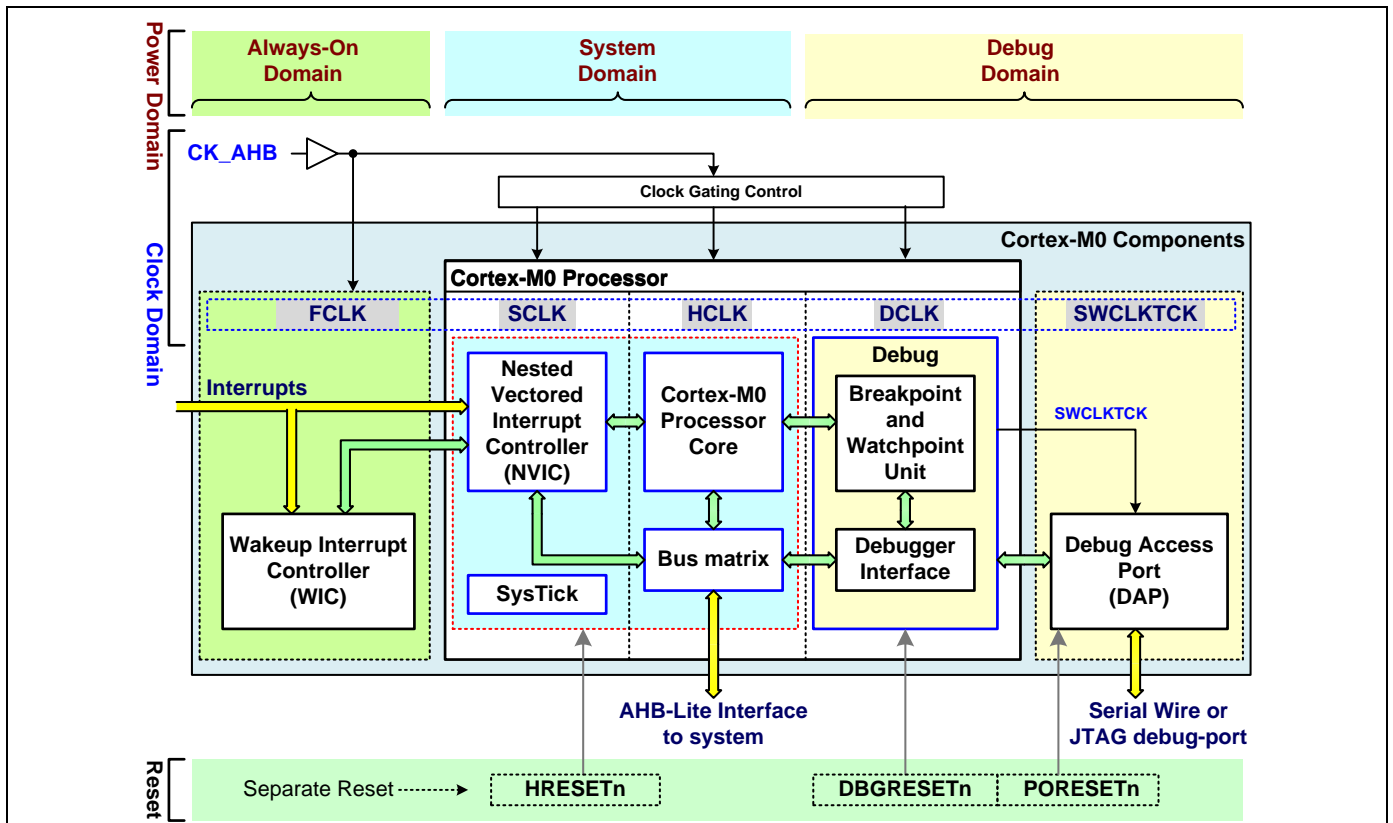 Power Domain
Always-On
Domain
System
Domain
Debug
Domain
Clock Domain
CK_AHB
Clock Gating Control
Cortex-M0 Components
Cortex-M0 Processor
FCLK
SCLK
HCLK
DCLK
SWCLKTCK
Interrupts
Nested
Vectored
Interrupt
Controller
(NVIC)
Cortex-M0
Processor
Core
Debug
Breakpoint
and
Watchpoint
Unit
SWCLKTCK
Wakeup Interrupt
Controller
(WIC)
SysTick
Bus matrix
Debugger
Interface
Debug Access
Port
(DAP)
AHB-Lite Interface
to system
Serial Wire or
JTAG debug-port
Reset
Separate Reset
HRESETn
DBGRESETn
PORESETn